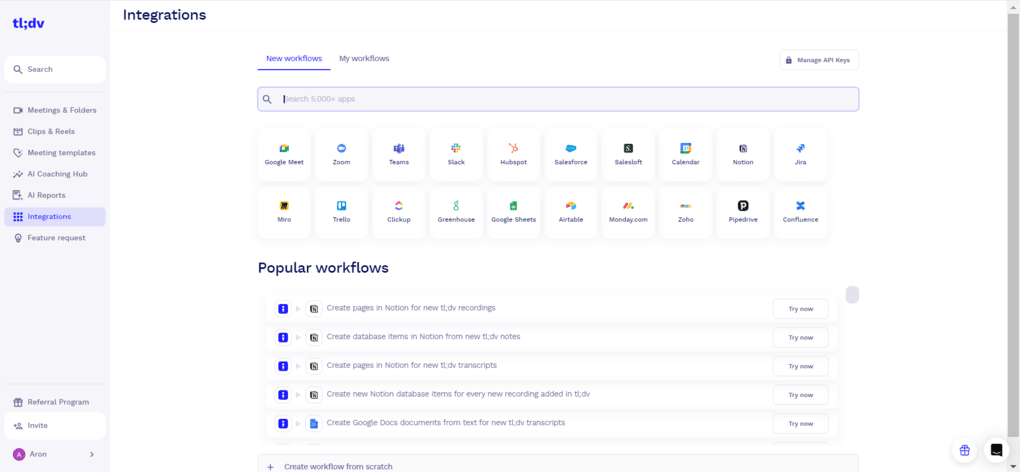 tl;dv
Integrations
Search
Meetings & Folders
Clips & Reels
Meeting templates
AI Coaching Hub
AI Reports
Integrations
Feature request
Referral Program
Invite
A Aron
New workflows My workflows
Manage API Keys
Search 5,000+ apps
Google Meet Zoom Teams Slack Hubspot Salesforce Salesloft Calendar Notion Jira
Miro Trello Clickup Greenhouse Google Sheets Airtable Monday.com Zoho Pipedrive Confluence
Popular workflows
Create pages in Notion for new tl;dv recordings Try now
Create database items in Notion from new tl;dv notes Try now
Create pages in Notion for new tl;dv transcripts Try now
Create new Notion database items for every new recording added in tl;dv Try now
Create Google Docs documents from text for new tl;dv transcripts Try now
+ Create workflow from scratch